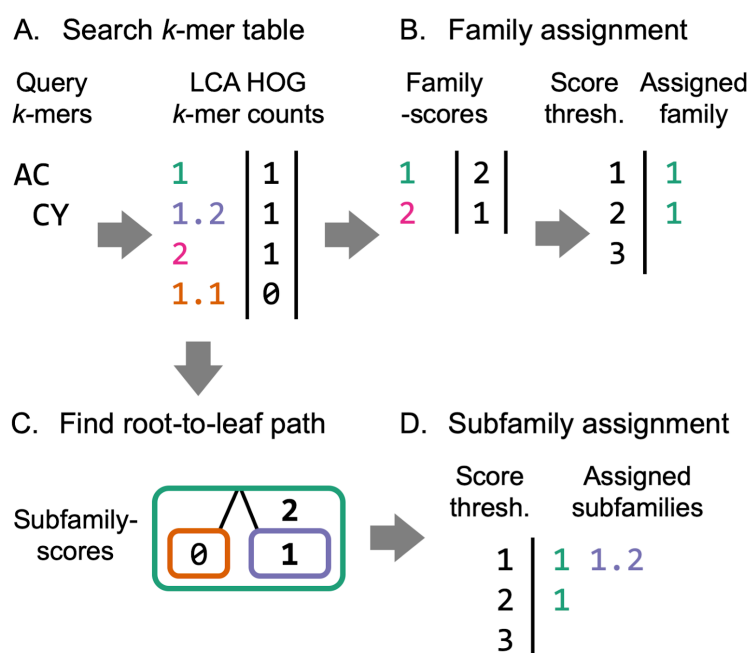 A. Search k-mer table
Query
k-mers
LCA HOG
k-mer counts
AC
CY
1 1
1.2 1
2 1
1.1 0
B. Family assignment
Family
-scores
Score
thresh.
Assigned
family
1 2
2 1
1 1
2 1
3
C. Find root-to-leaf path
Subfamily-
scores
2
0 1
D. Subfamily assignment
Score
thresh.
Assigned
subfamilies
1 1 1.2
2 1
3